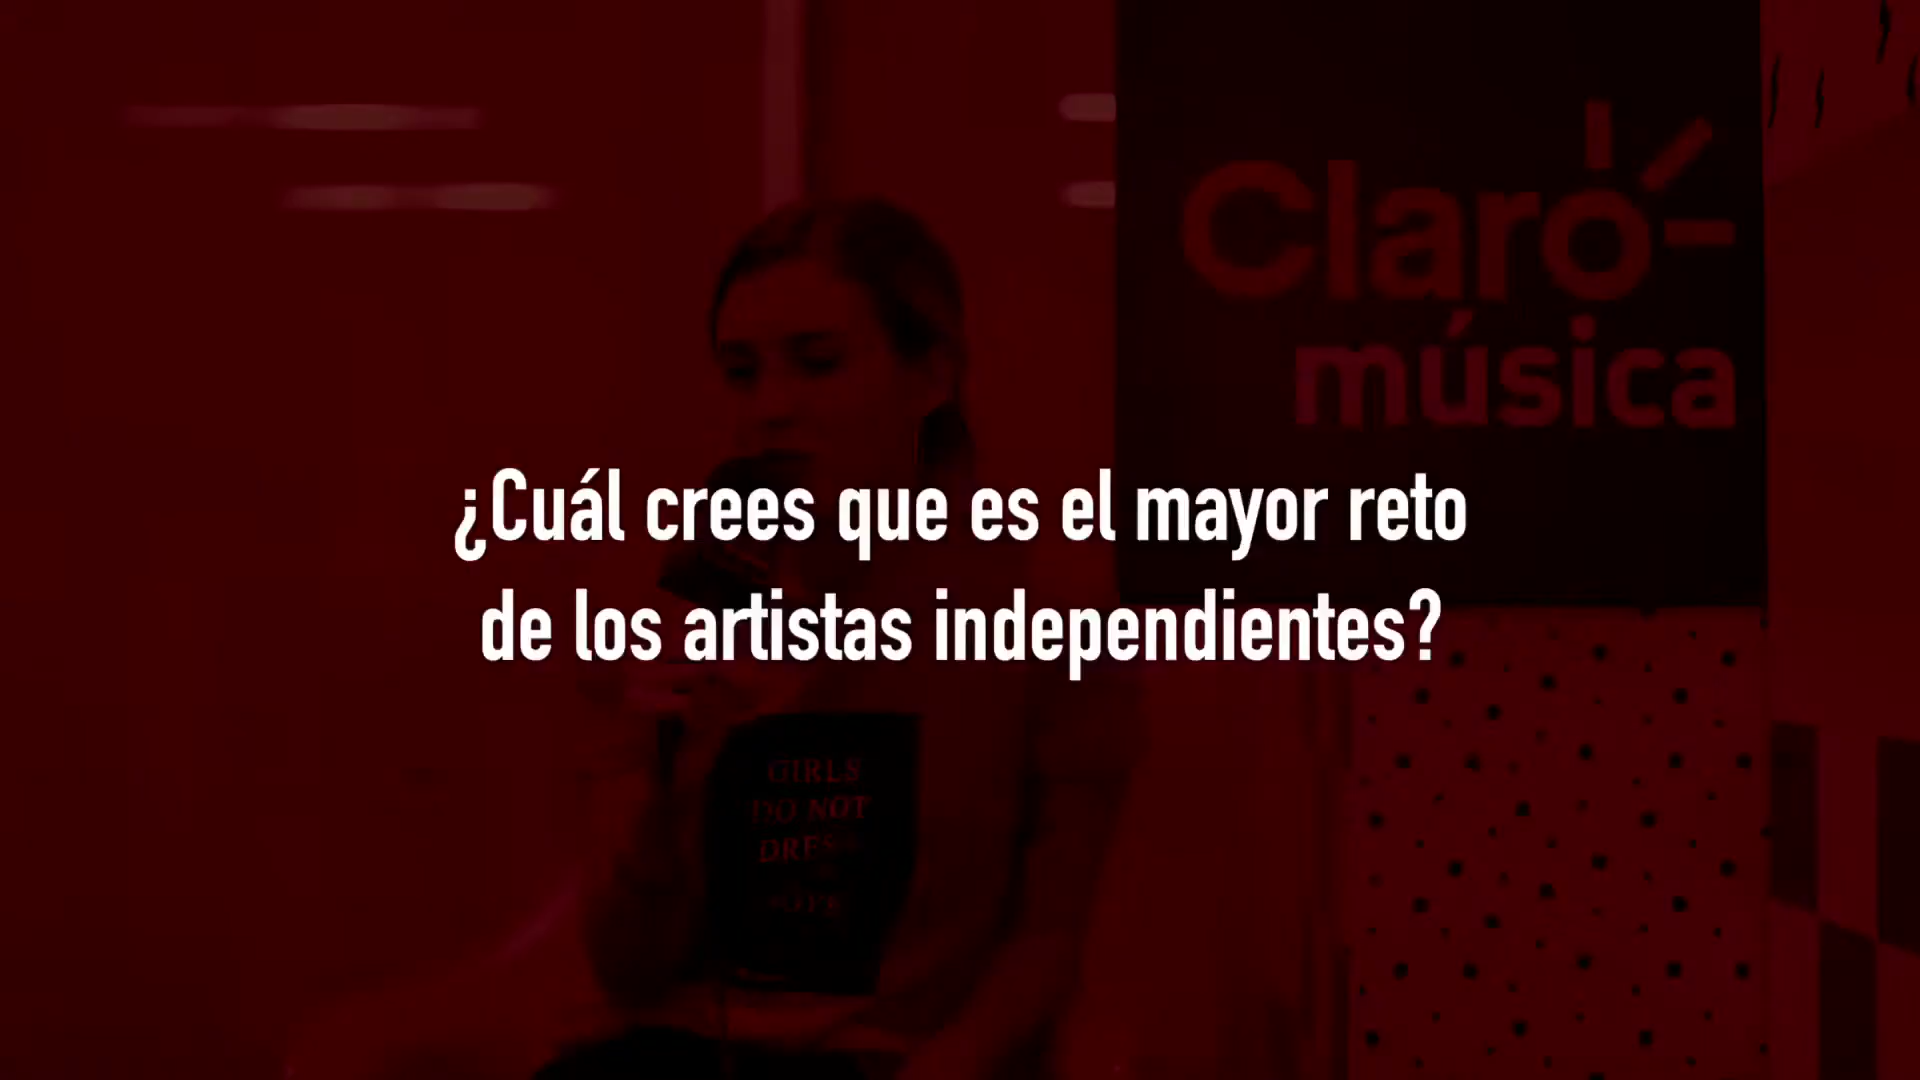 Claro
música
¿Cuál crees que es el mayor reto
de los artistas independientes?
GIRLS
DO NOT